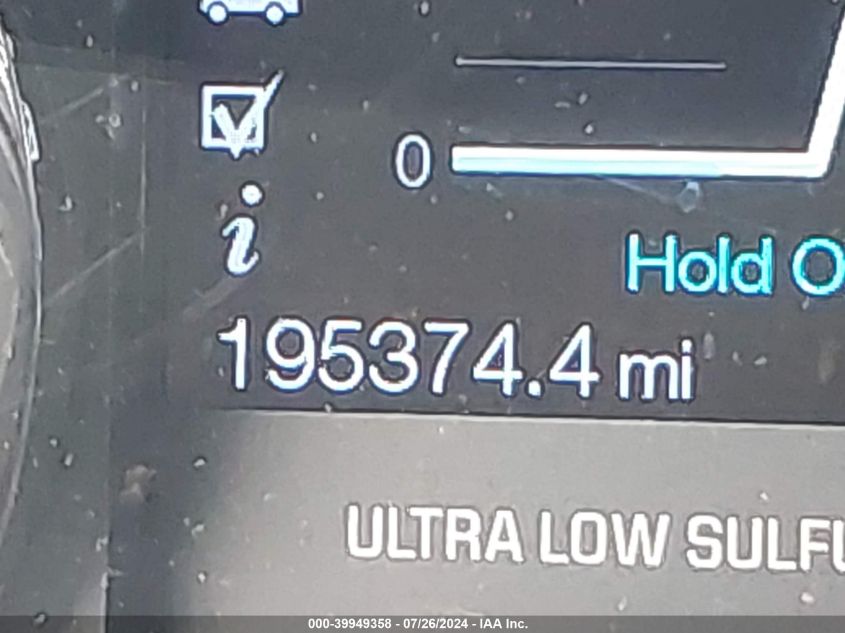 0
Hold O
195374.4 mi
ULTRA LOW SULFU
000-39949358 - 07/26/2024 - IAA Inc.